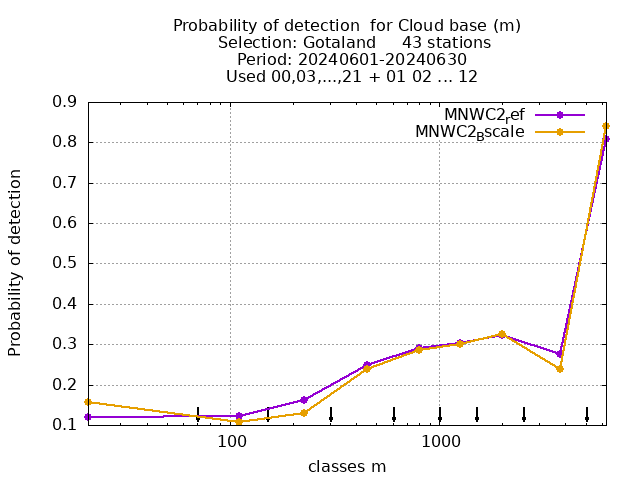 Probability of detection  for Cloud base (m)
Selection: Gotaland     43 stations
Period: 20240601-20240630
Used 00,03,...,21 + 01 02 ... 12
MNWC2ref
MNWC2Bscale
Probability of detection
0.9
0.8
0.7
0.6
0.5
0.4
0.3
0.2
0.1
100
1000
classes m